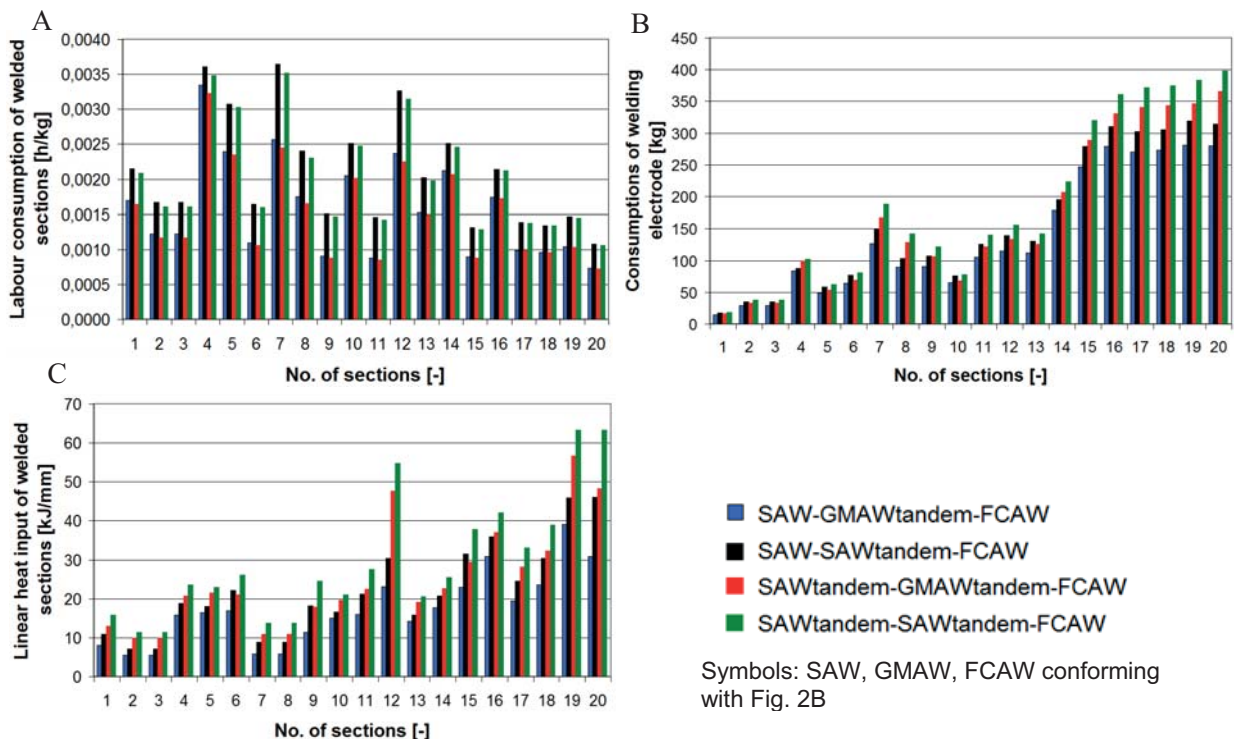 A
Labour consumption of welded
sections [h/kg]
0,0040
0,0035
0,0030
0,0025
0,0020
0,0015
0,0010
0,0005
0,0000
1 2 3 4 5 6 7 8 9 10 11 12 13 14 15 16 17 18 19 20
No. of sections [-]
B
Consumptions of welding
electrode [kg]
450
400
350
300
250
200
150
100
50
0
1 2 3 4 5 6 7 8 9 10 11 12 13 14 15 16 17 18 19 20
No. of sections [-]
C
Linear heat input of welded
sections [kJ/mm]
70
60
50
40
30
20
10
0
1 2 3 4 5 6 7 8 9 10 11 12 13 14 15 16 17 18 19 20
No. of sections [-]
SAW-GMAWtandem-FCAW
SAW-SAWtandem-FCAW
SAWtandem-GMAWtandem-FCAW
SAWtandem-SAWtandem-FCAW
Symbols: SAW, GMAW, FCAW conforming
with Fig. 2B